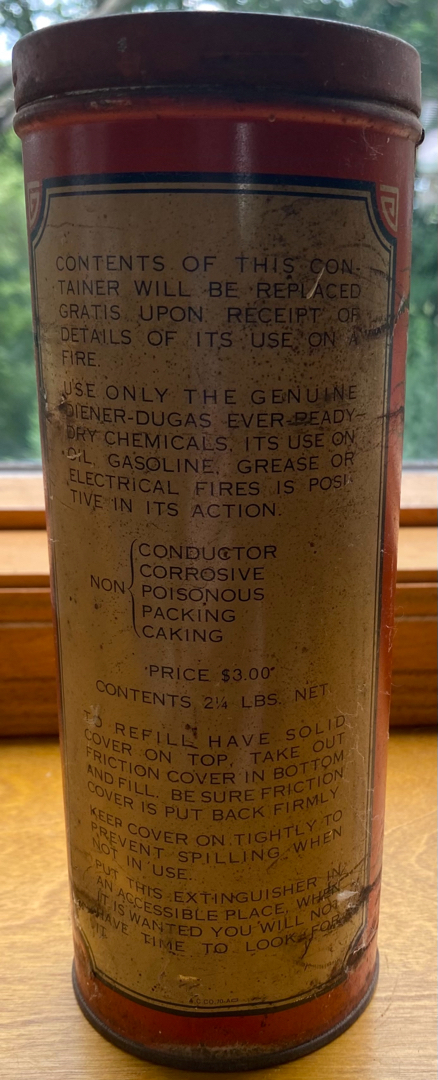 CONTENTS OF THIS CON-
TAINER WILL BE REPLACED
GRATIS UPON RECEIPT OF
DETAILS OF ITS USE ON A
FIRE.
USE ONLY THE GENUINE
DIENER-DUGAS EVER-READY
DRY CHEMICALS, ITS USE ON
OIL, GASOLINE, GREASE OR
ELECTRICAL FIRES IS POSI-
TIVE IN ITS ACTION.
CONDUCTOR
CORROSIVE
NON POISONOUS
PACKING
CAKING
"PRICE $3.00"
CONTENTS 2¼ LBS. NET
TO REFILL HAVE SOLID
COVER ON TOP, TAKE OUT
FRICTION COVER IN BOTTOM
AND FILL. BE SURE FRICTION
COVER IS PUT BACK FIRMLY
KEEP COVER ON TIGHTLY TO
PREVENT SPILLING WHEN
NOT IN USE.
PUT THIS EXTINGUISHER IN
AN ACCESSIBLE PLACE, WHEN
IT IS WANTED YOU WILL NOT
HAVE TIME TO LOOK FOR
IT